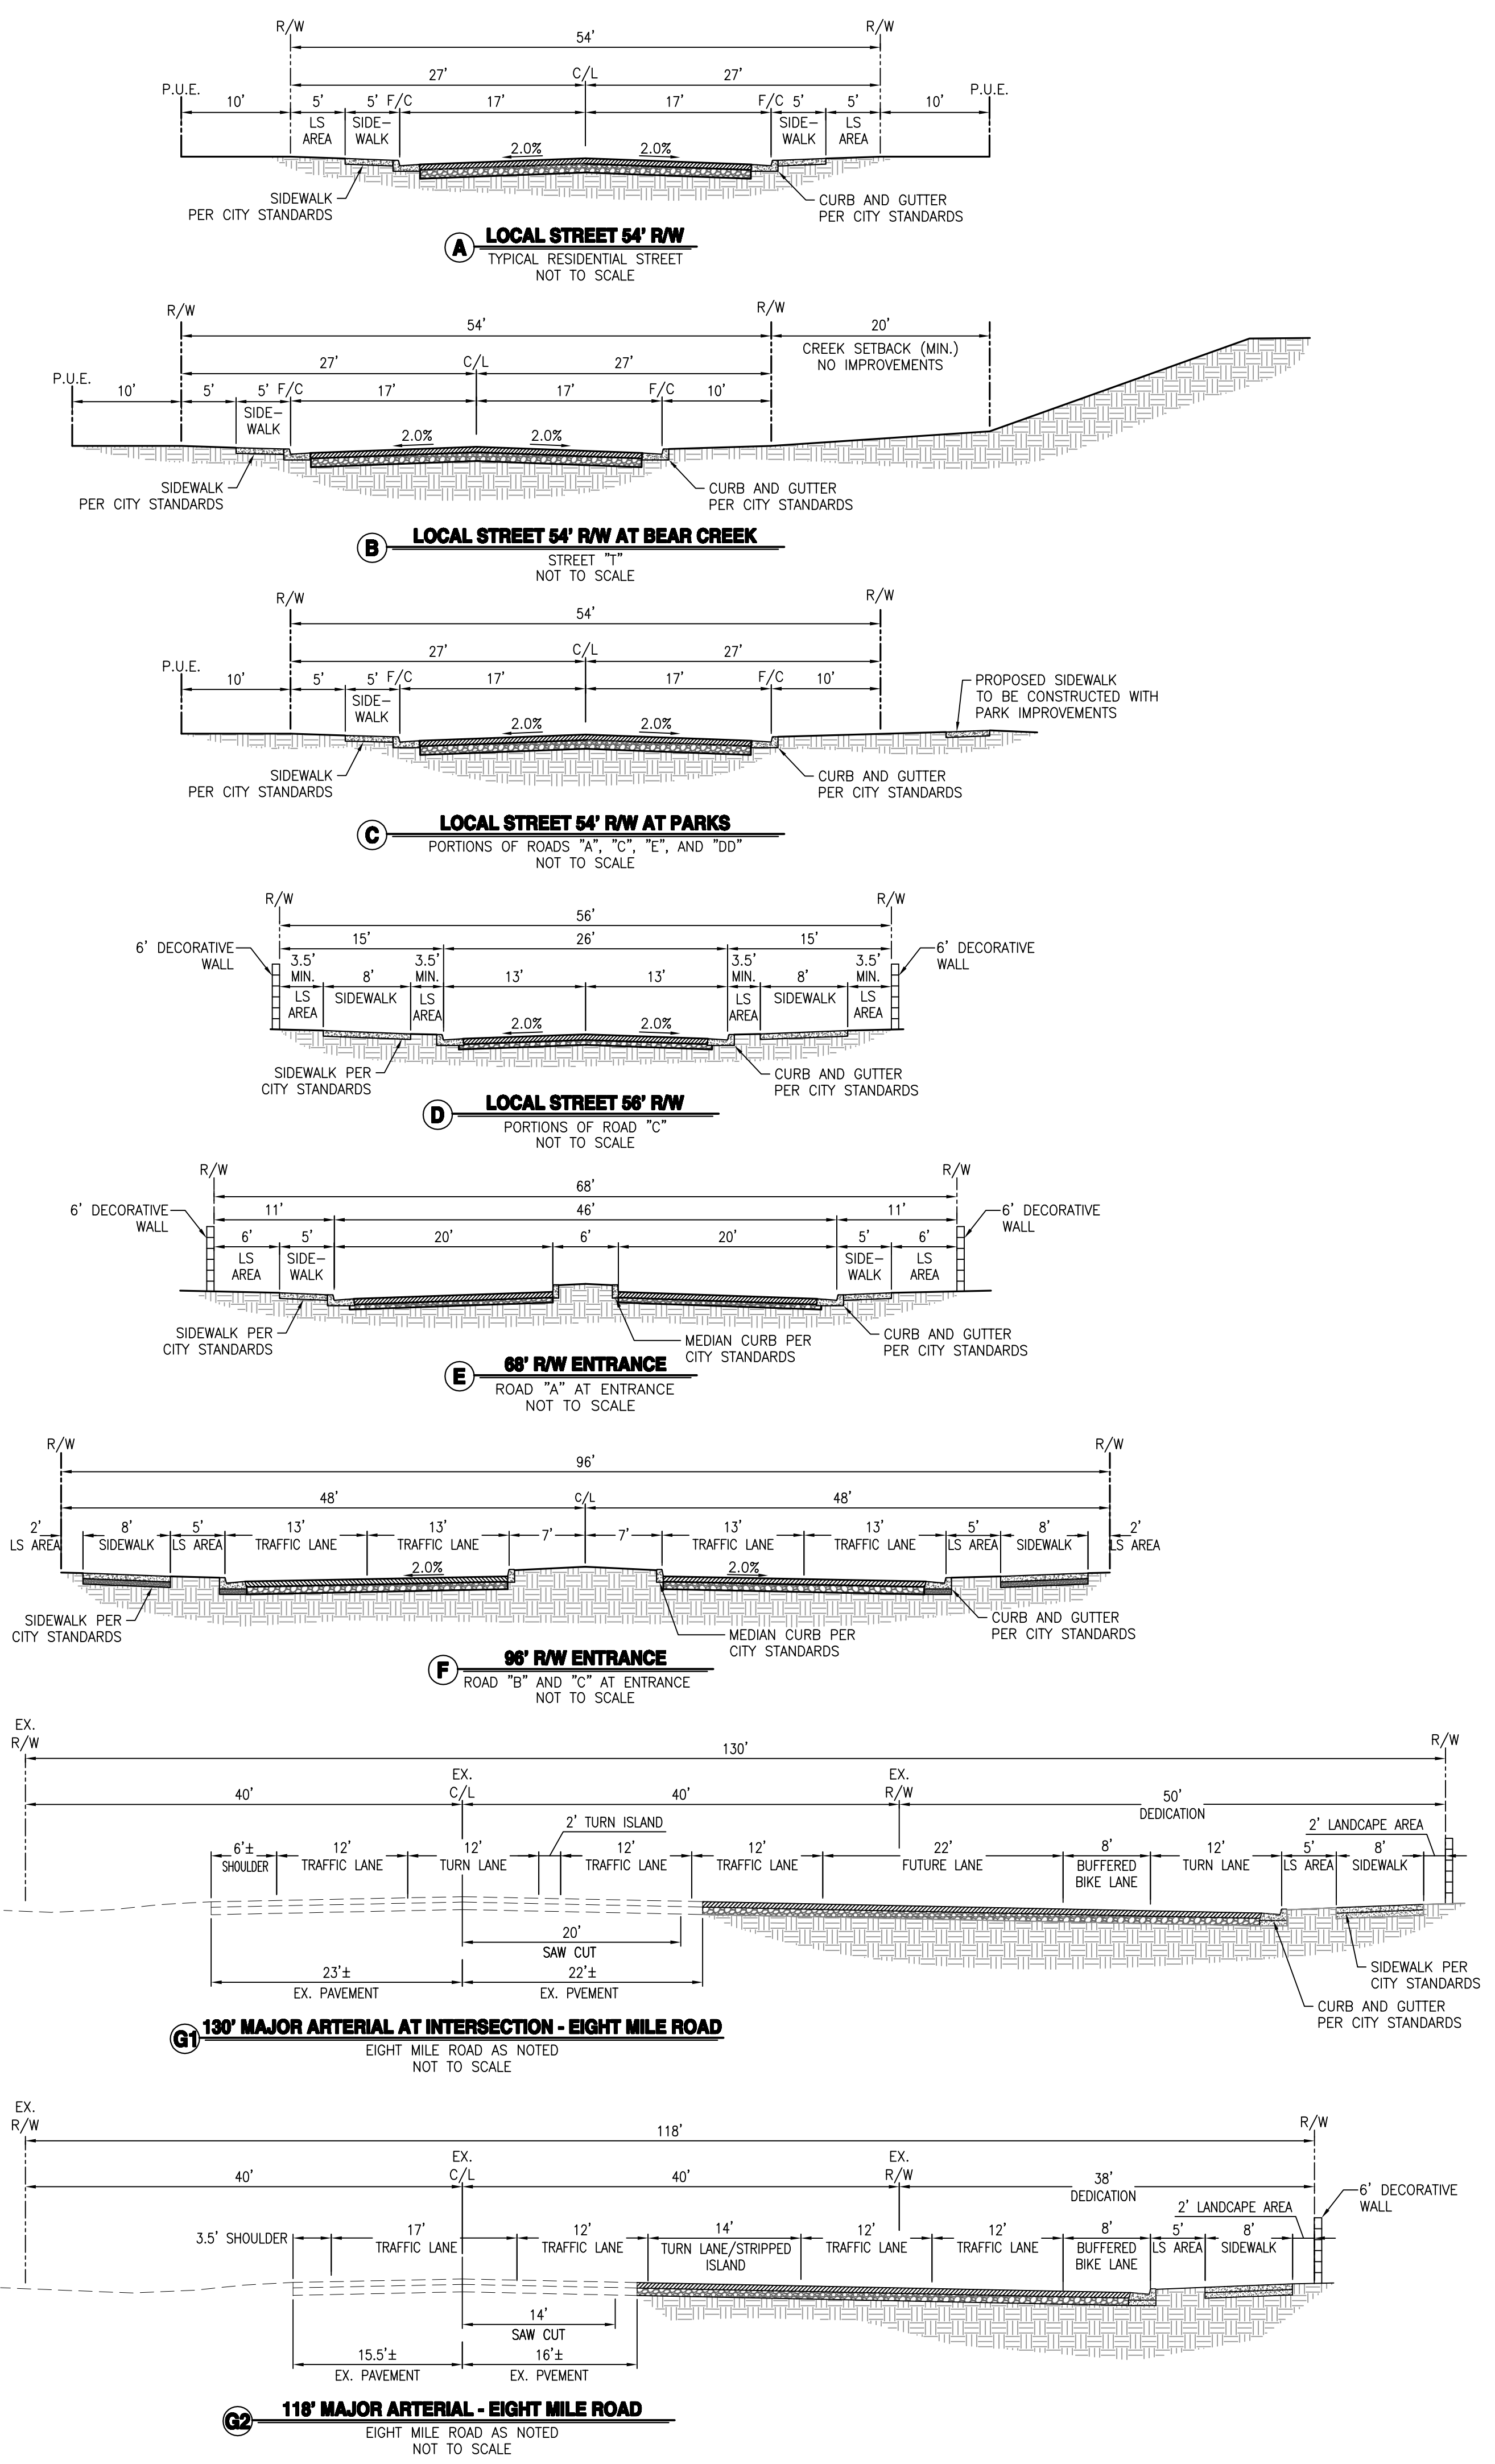 R/W R/W
54'
27' C/L 27'
P.U.E. 10' 5' 5' F/C 17' 17' F/C 5' 5' 10' P.U.E.
LS SIDE- SIDE- LS
AREA WALK WALK AREA
2.0% 2.0%
SIDEWALK
PER CITY STANDARDS
CURB AND GUTTER
PER CITY STANDARDS
A LOCAL STREET 54' R/W
TYPICAL RESIDENTIAL STREET
NOT TO SCALE
R/W R/W
54' 20'
CREEK SETBACK (MIN.)
NO IMPROVEMENTS
27' C/L 27'
P.U.E. 10' 5' 5' F/C 17' 17' F/C 10'
SIDE-
WALK
2.0% 2.0%
SIDEWALK
PER CITY STANDARDS
CURB AND GUTTER
PER CITY STANDARDS
B LOCAL STREET 54' R/W AT BEAR CREEK
STREET "T"
NOT TO SCALE
R/W R/W
54'
27' C/L 27'
P.U.E. 10' 5' 5' F/C 17' 17' F/C 10'
SIDE-
WALK
PROPOSED SIDEWALK
TO BE CONSTRUCTED WITH
PARK IMPROVEMENTS
2.0% 2.0%
SIDEWALK
PER CITY STANDARDS
CURB AND GUTTER
PER CITY STANDARDS
C LOCAL STREET 54' R/W AT PARKS
PORTIONS OF ROADS "A", "C", "E", AND "DD"
NOT TO SCALE
R/W R/W
56'
6' DECORATIVE
WALL
15' 26' 15'
6' DECORATIVE
WALL
3.5' 3.5' 3.5' 3.5'
MIN. 8' MIN. 13' 13' MIN. 8' MIN.
LS SIDEWALK LS LS SIDEWALK LS
AREA AREA AREA AREA
2.0% 2.0%
SIDEWALK PER
CITY STANDARDS
CURB AND GUTTER
PER CITY STANDARDS
D LOCAL STREET 56' R/W
PORTIONS OF ROAD "C"
NOT TO SCALE
R/W R/W
68'
6' DECORATIVE
WALL
11' 46' 11'
6' DECORATIVE
WALL
6' 5' 20' 6' 20' 5' 6'
LS SIDE- SIDE- LS
AREA WALK WALK AREA
SIDEWALK PER
CITY STANDARDS
MEDIAN CURB PER
CITY STANDARDS
CURB AND GUTTER
PER CITY STANDARDS
E 68' R/W ENTRANCE
ROAD "A" AT ENTRANCE
NOT TO SCALE
R/W R/W
96'
48' C/L 48'
2' 8' 5' 13' 13' 7' 7' 13' 13' 5' 8' 2'
LS AREA SIDEWALK LS AREA TRAFFIC LANE TRAFFIC LANE TRAFFIC LANE TRAFFIC LANE LS AREA SIDEWALK LS AREA
2.0% 2.0%
SIDEWALK PER
CITY STANDARDS
MEDIAN CURB PER
CITY STANDARDS
CURB AND GUTTER
PER CITY STANDARDS
F 96' R/W ENTRANCE
ROAD "B" AND "C" AT ENTRANCE
NOT TO SCALE
EX.
R/W R/W
130'
EX. EX.
40' C/L 40' R/W 50'
DEDICATION
2' TURN ISLAND 2' LANDSCAPE AREA
6'± 12' 12' 12' 12' 22' 8' 12' 5' 8'
SHOULDER TRAFFIC LANE TURN LANE TRAFFIC LANE TRAFFIC LANE FUTURE LANE BUFFERED TURN LANE LS AREA SIDEWALK
BIKE LANE
20'
SAW CUT
23'± 22'±
EX. PAVEMENT EX. PVEMENT
SIDEWALK PER
CITY STANDARDS
CURB AND GUTTER
PER CITY STANDARDS
G1 130' MAJOR ARTERIAL AT INTERSECTION - EIGHT MILE ROAD
EIGHT MILE ROAD AS NOTED
NOT TO SCALE
EX.
R/W R/W
118'
EX. EX.
40' C/L 40' R/W 38'
DEDICATION
6' DECORATIVE
WALL
2' LANDSCAPE AREA
3.5' SHOULDER 17' 12' 14' 12' 12' 8' 5' 8'
TRAFFIC LANE TRAFFIC LANE TURN LANE/STRIPPED TRAFFIC LANE TRAFFIC LANE BUFFERED LS AREA SIDEWALK
ISLAND BIKE LANE
14'
SAW CUT
15.5'± 16'±
EX. PAVEMENT EX. PVEMENT
G2 118' MAJOR ARTERIAL - EIGHT MILE ROAD
EIGHT MILE ROAD AS NOTED
NOT TO SCALE